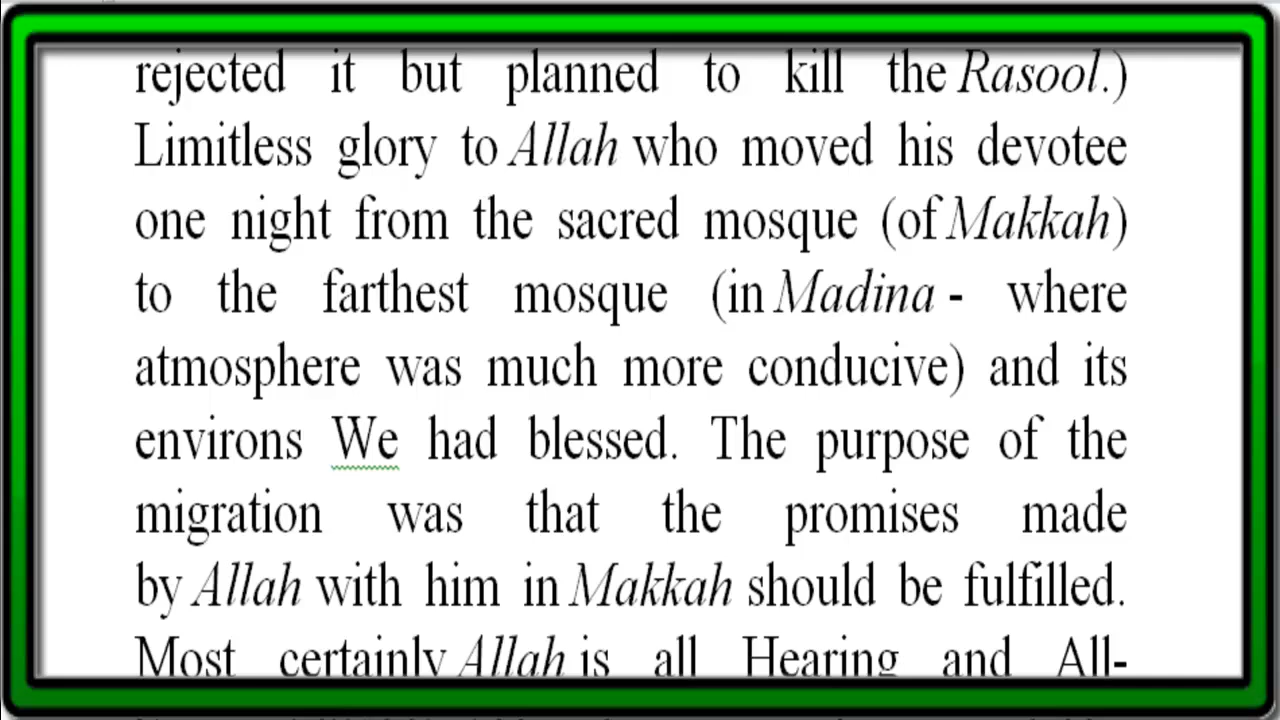 rejected it but planned to kill the Rasool.)
Limitless glory to Allah who moved his devotee
one night from the sacred mosque (of Makkah)
to the farthest mosque (in Madina - where
atmosphere was much more conducive) and its
environs We had blessed. The purpose of the
migration was that the promises made
by Allah with him in Makkah should be fulfilled.
Most certainly Allah is all Hearing and All-